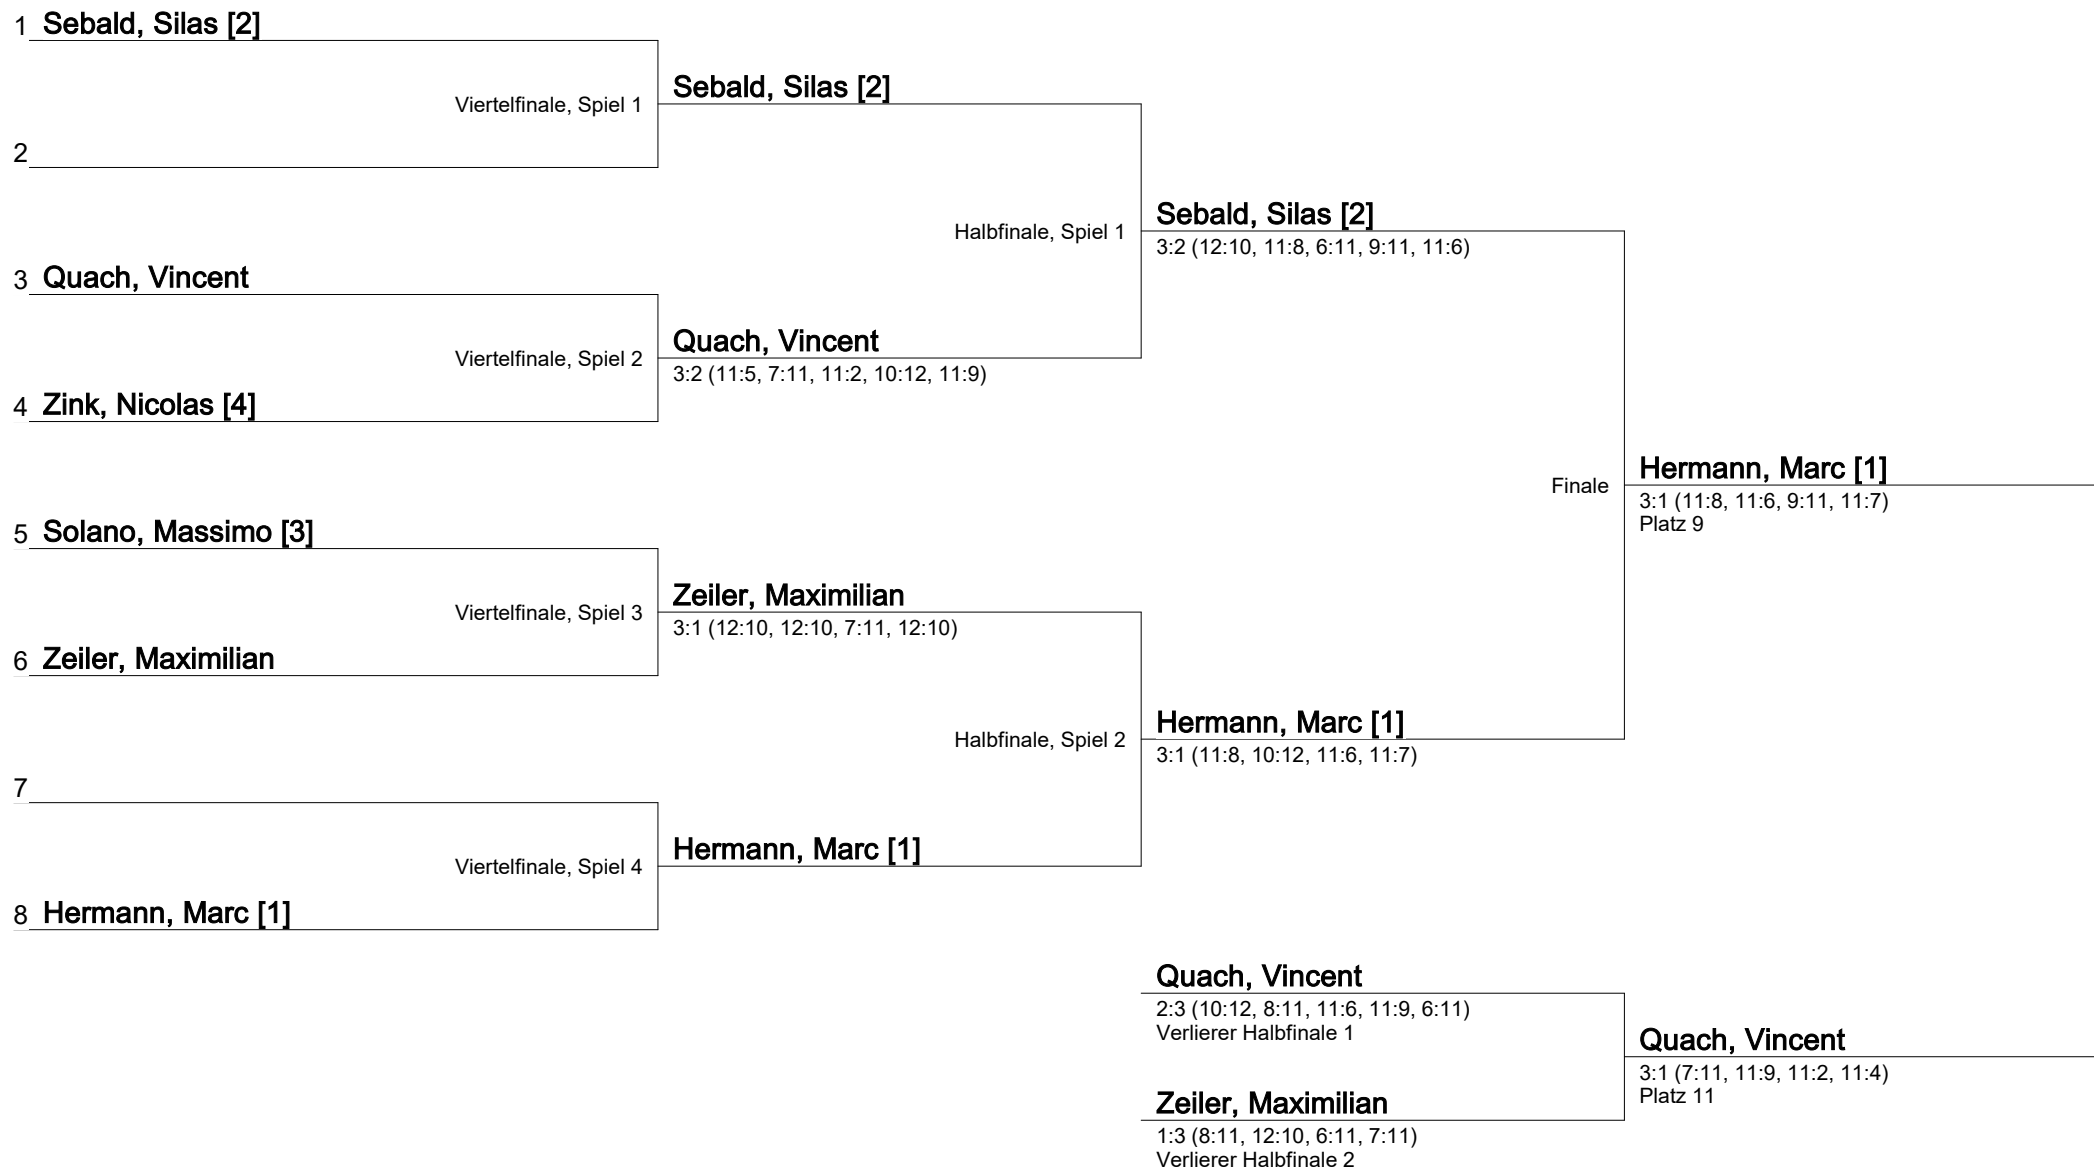 1 Sebald, Silas [2]
Viertelfinale, Spiel 1
Sebald, Silas [2]
2
Halbfinale, Spiel 1
Sebald, Silas [2]
3:2 (12:10, 11:8, 6:11, 9:11, 11:6)
3 Quach, Vincent
Viertelfinale, Spiel 2
Quach, Vincent
3:2 (11:5, 7:11, 11:2, 10:12, 11:9)
4 Zink, Nicolas [4]
Finale
Hermann, Marc [1]
3:1 (11:8, 11:6, 9:11, 11:7)
Platz 9
5 Solano, Massimo [3]
Viertelfinale, Spiel 3
Zeiler, Maximilian
3:1 (12:10, 12:10, 7:11, 12:10)
6 Zeiler, Maximilian
Halbfinale, Spiel 2
Hermann, Marc [1]
3:1 (11:8, 10:12, 11:6, 11:7)
7
Viertelfinale, Spiel 4
Hermann, Marc [1]
8 Hermann, Marc [1]
Quach, Vincent
2:3 (10:12, 8:11, 11:6, 11:9, 6:11)
Verlierer Halbfinale 1
Quach, Vincent
3:1 (7:11, 11:9, 11:2, 11:4)
Platz 11
Zeiler, Maximilian
1:3 (8:11, 12:10, 6:11, 7:11)
Verlierer Halbfinale 2